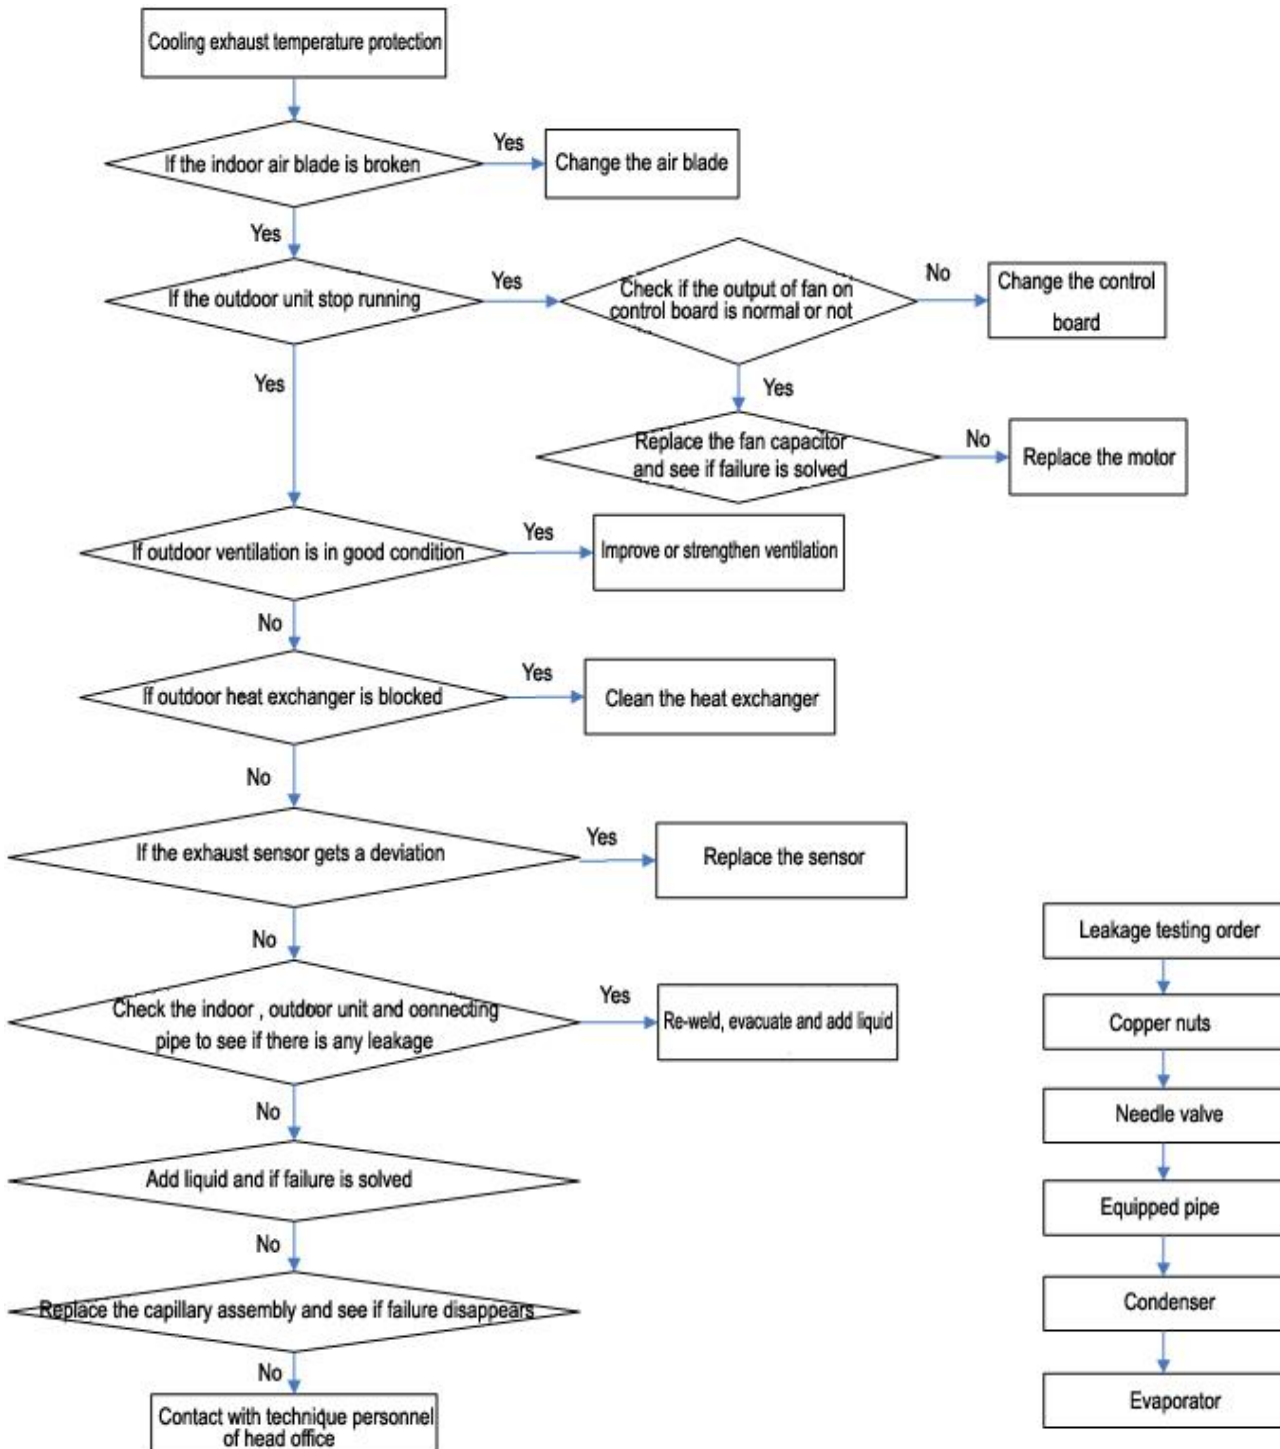 Cooling exhaust temperature protection
If the indoor air blade is broken
Yes
Change the air blade
Yes
If the outdoor unit stop running
Yes
Check if the output of fan on
control board is normal or not
No
Change the control
board
Yes
Yes
Replace the fan capacitor
and see if failure is solved
No
Replace the motor
If outdoor ventilation is in good condition
Yes
Improve or strengthen ventilation
No
If outdoor heat exchanger is blocked
Yes
Clean the heat exchanger
No
If the exhaust sensor gets a deviation
Yes
Replace the sensor
No
Check the indoor , outdoor unit and connecting
pipe to see if there is any leakage
Yes
Re-weld, evacuate and add liquid
No
Add liquid and if failure is solved
No
Replace the capillary assembly and see if failure disappears
No
Contact with technique personnel
of head office
Leakage testing order
Copper nuts
Needle valve
Equipped pipe
Condenser
Evaporator